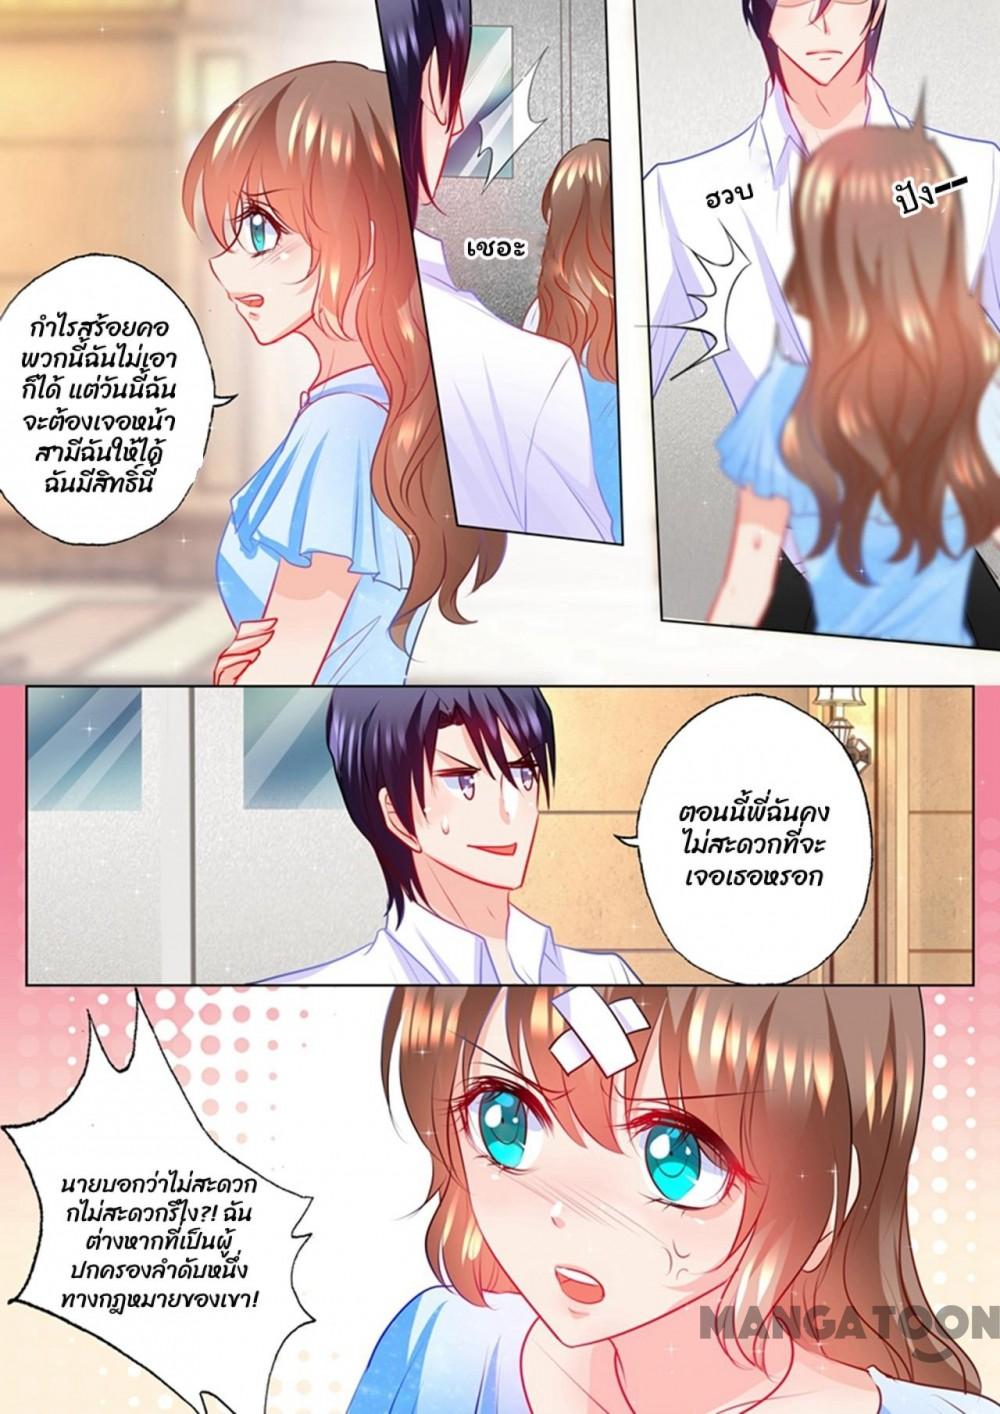 กำไรสร้อยคอ
พวกนี้ฉันไม่เอา
ก็ได้ แต่วันนี้ฉัน
จะต้องเจอหน้า
สามีฉันให้ได้
ฉันมีสิทธิ์นี้
เชอะ
ฮวบ
ปัง--
ตอนนี้พี่ฉันคง
ไม่สะดวกที่จะ
เจอเธอหรอก
นายบอกว่าไม่สะดวก
ก็ไม่สะดวกรึไง?! ฉัน
ต่างหากที่เป็นผู้
ปกครองลำดับหนึ่ง
ทางกฎหมายของเขา!
MANGATOON